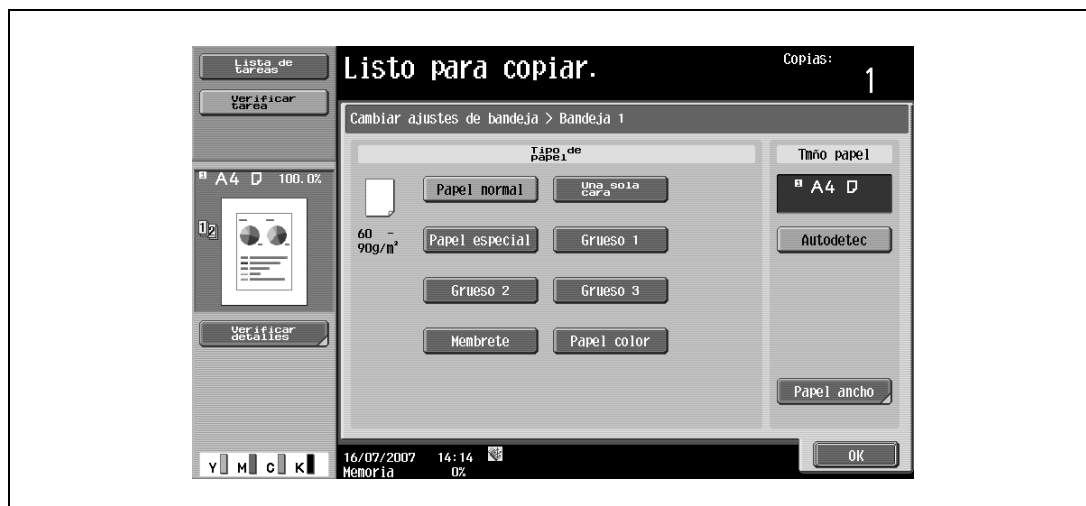 Lista de
tareas
Verificar
tarea
A4 100.0%
12
Verificar
detalles
Y M C K
Listo para copiar.
Copias:
1
Cambiar ajustes de bandeja > Bandeja 1
Tipo de
papel
60 -
90g/m²
Papel normal
Una sola
cara
Papel especial
Grueso 1
Grueso 2
Grueso 3
Membrete
Papel color
Tmño papel
A4
Autodetec
Papel ancho
16/07/2007 14:14
Memoria 0%
OK